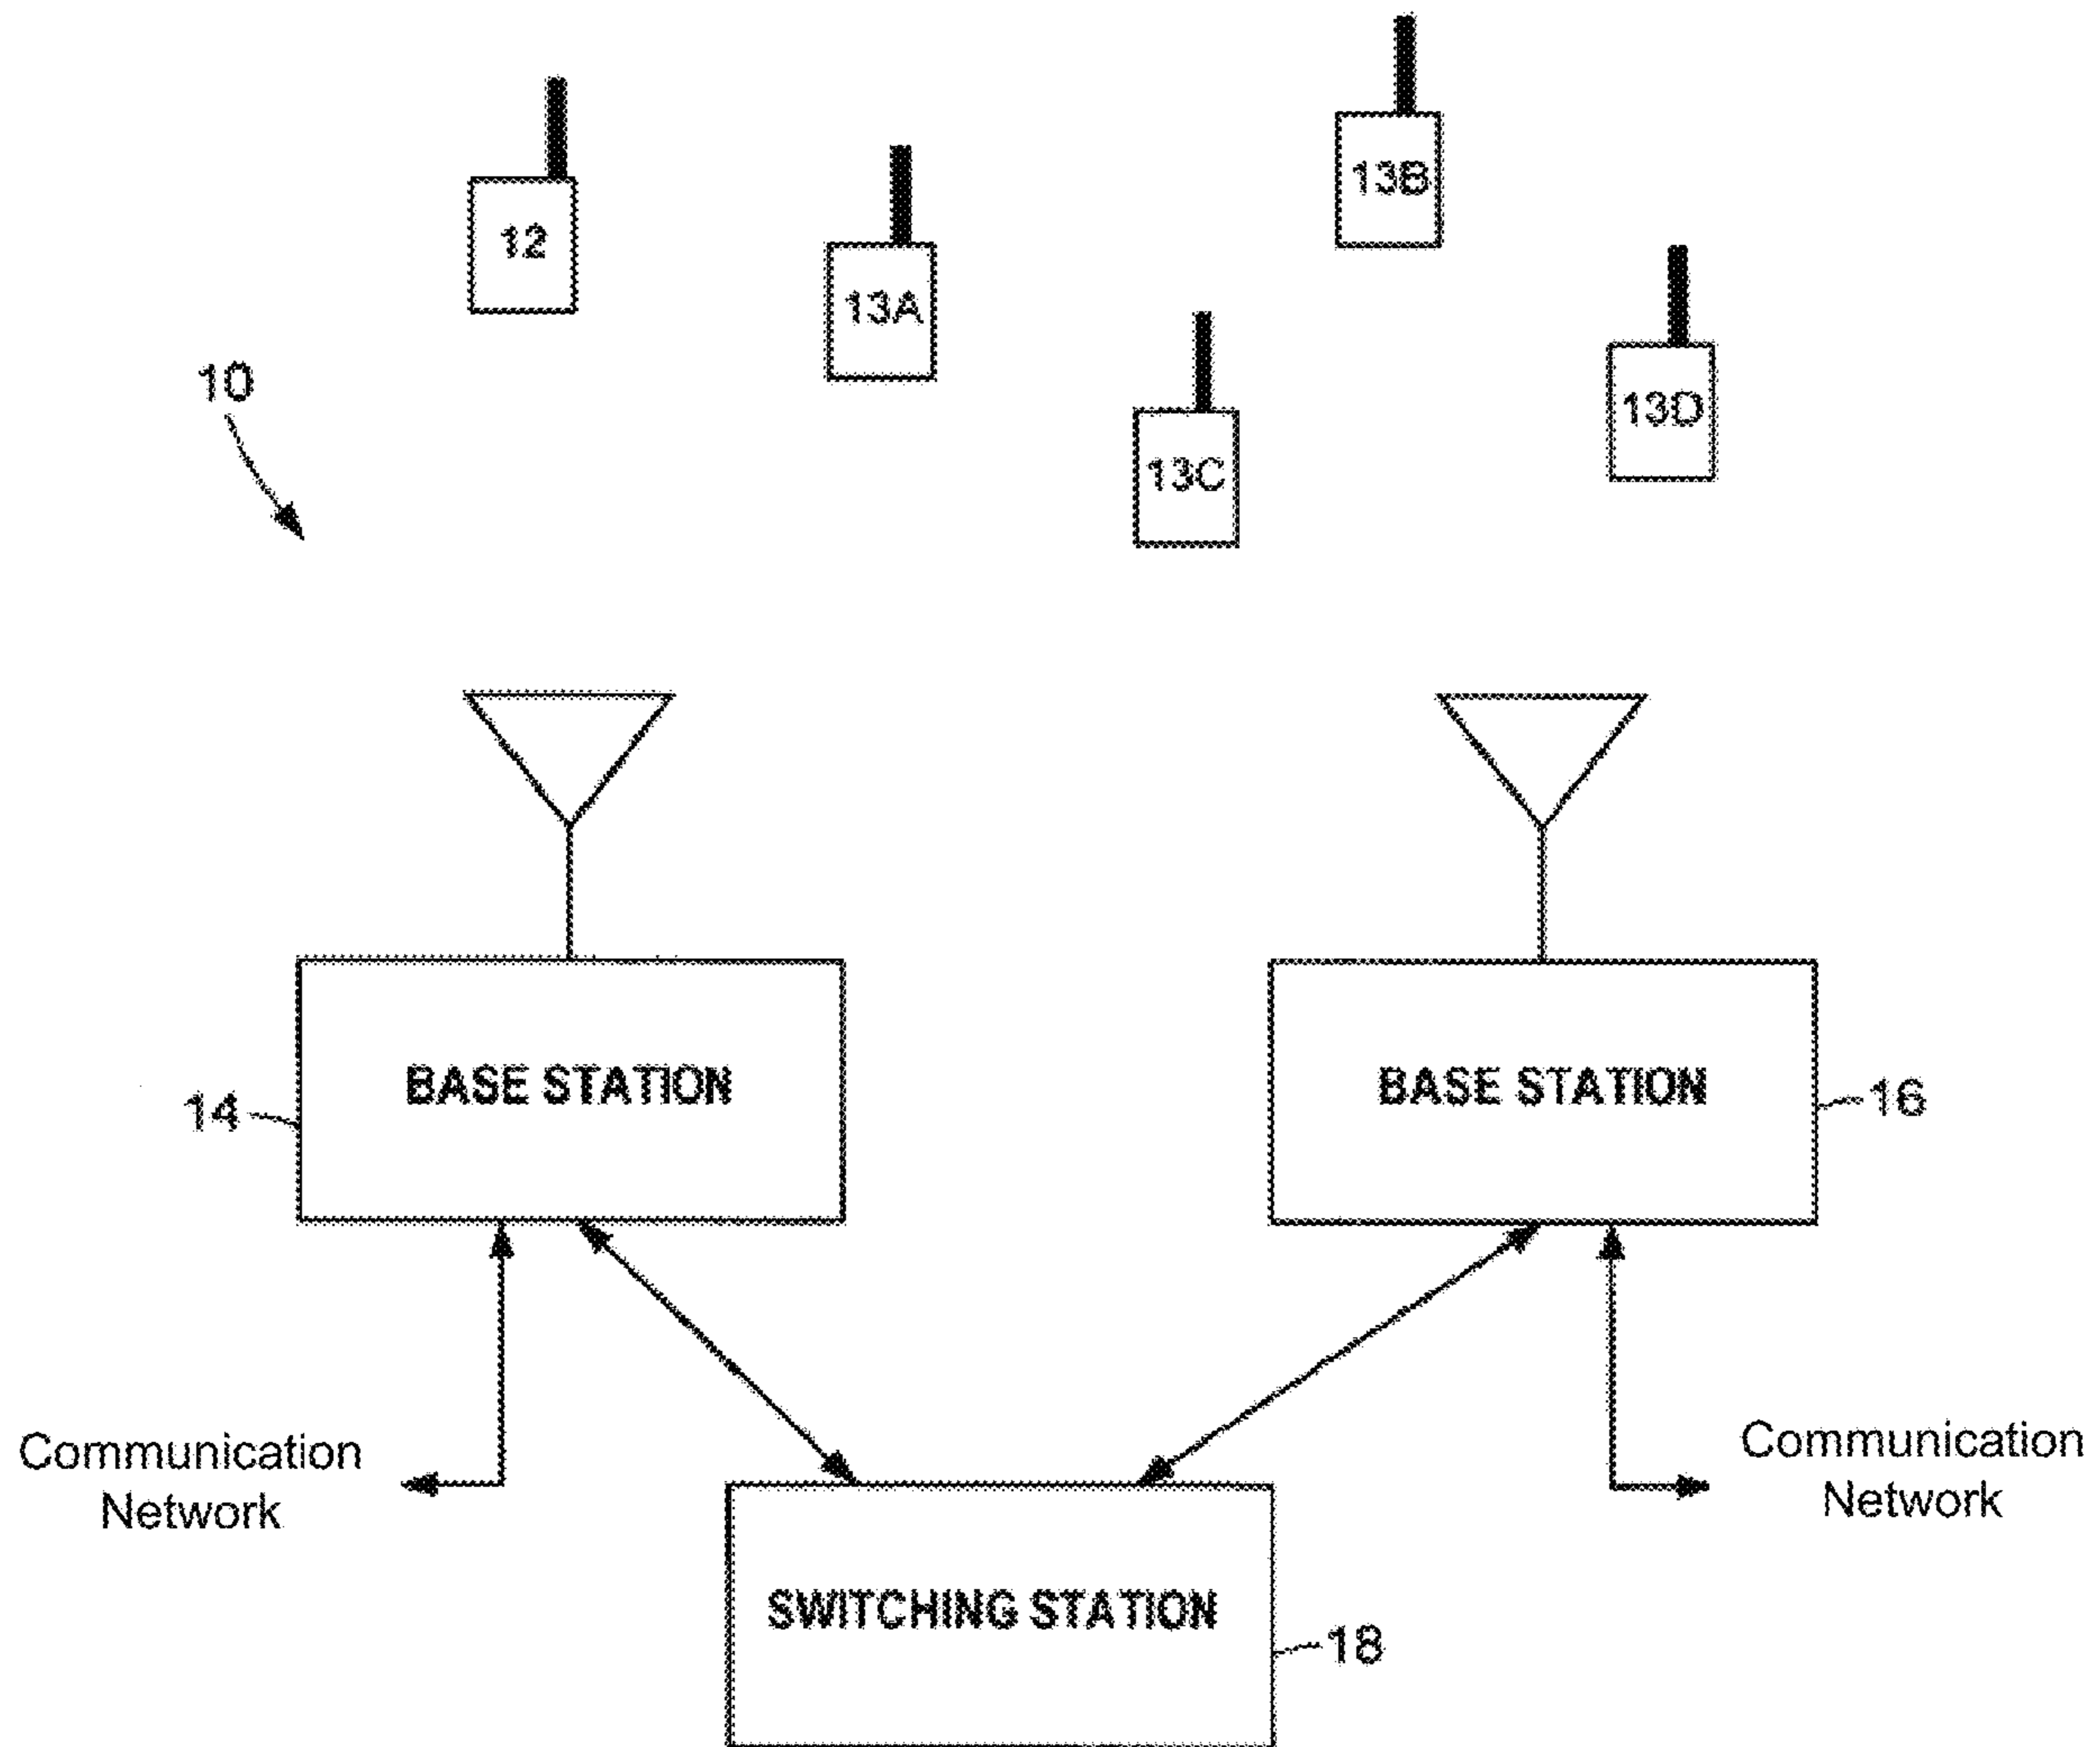 13B
12
13A
10
13D
13C
BASE STATION
BASE STATION
14
16
Communication
Network
Communication
Network
SWITCHING STATION
18